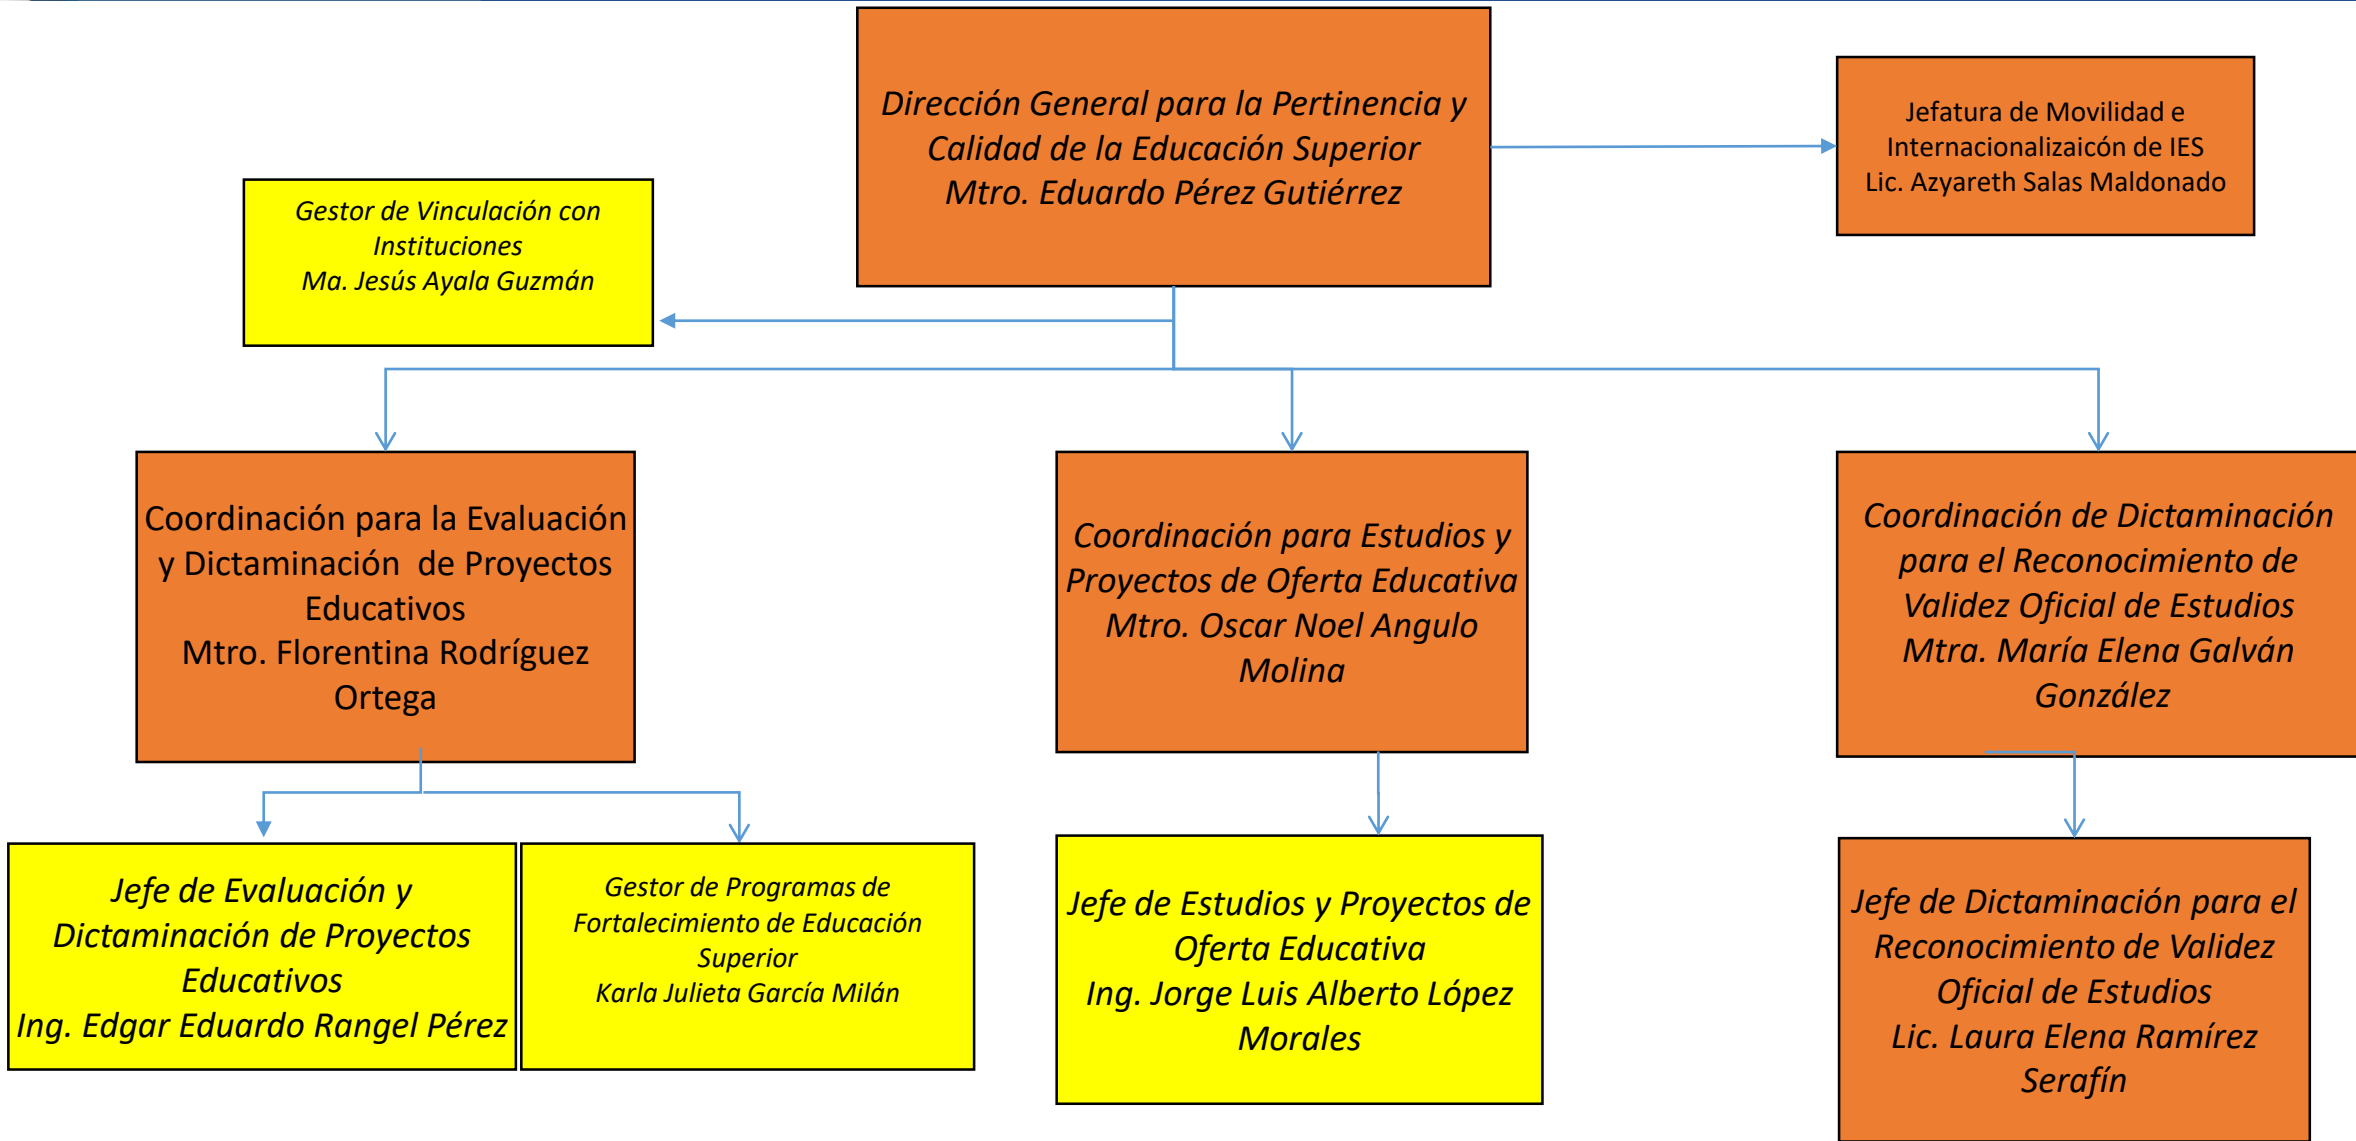 Dirección General para la Pertinencia y
Calidad de la Educación Superior
Mtro. Eduardo Pérez Gutiérrez
Jefatura de Movilidad e
Internacionalizaicón de IES
Lic. Azyareth Salas Maldonado
Gestor de Vinculación con
Instituciones
Ma. Jesús Ayala Guzmán
Coordinación para la Evaluación
y Dictaminación de Proyectos
Educativos
Mtro. Florentina Rodríguez
Ortega
Coordinación para Estudios y
Proyectos de Oferta Educativa
Mtro. Oscar Noel Angulo
Molina
Coordinación de Dictaminación
para el Reconocimiento de
Validez Oficial de Estudios
Mtra. María Elena Galván
González
Jefe de Evaluación y
Dictaminación de Proyectos
Educativos
Ing. Edgar Eduardo Rangel Pérez
Gestor de Programas de
Fortalecimiento de Educación
Superior
Karla Julieta García Milán
Jefe de Estudios y Proyectos de
Oferta Educativa
Ing. Jorge Luis Alberto López
Morales
Jefe de Dictaminación para el
Reconocimiento de Validez
Oficial de Estudios
Lic. Laura Elena Ramírez
Serafín